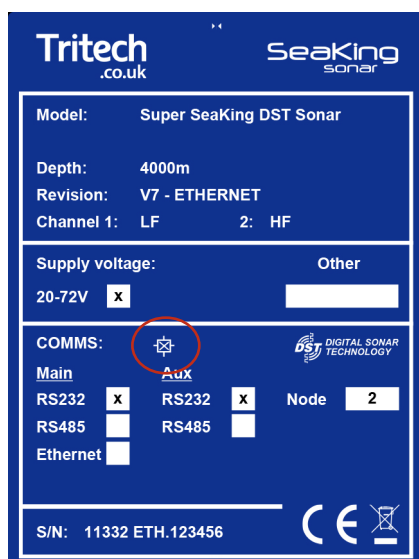 Tritech
.co.uk
SeaKing
sonar
Model: Super SeaKing DST Sonar
Depth: 4000m
Revision: V7 - ETHERNET
Channel 1: LF 2: HF
Supply voltage: Other
20-72V x
COMMS:
DST DIGITAL SONAR
TECHNOLOGY
Main Aux
RS232 x RS232 x Node 2
RS485 RS485
Ethernet
S/N: 11332 ETH.123456
CE